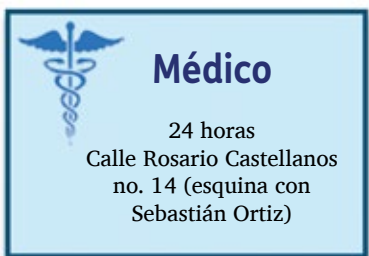 Médico
24 horas
Calle Rosario Castellanos
no. 14 (esquina con
Sebastián Ortiz)